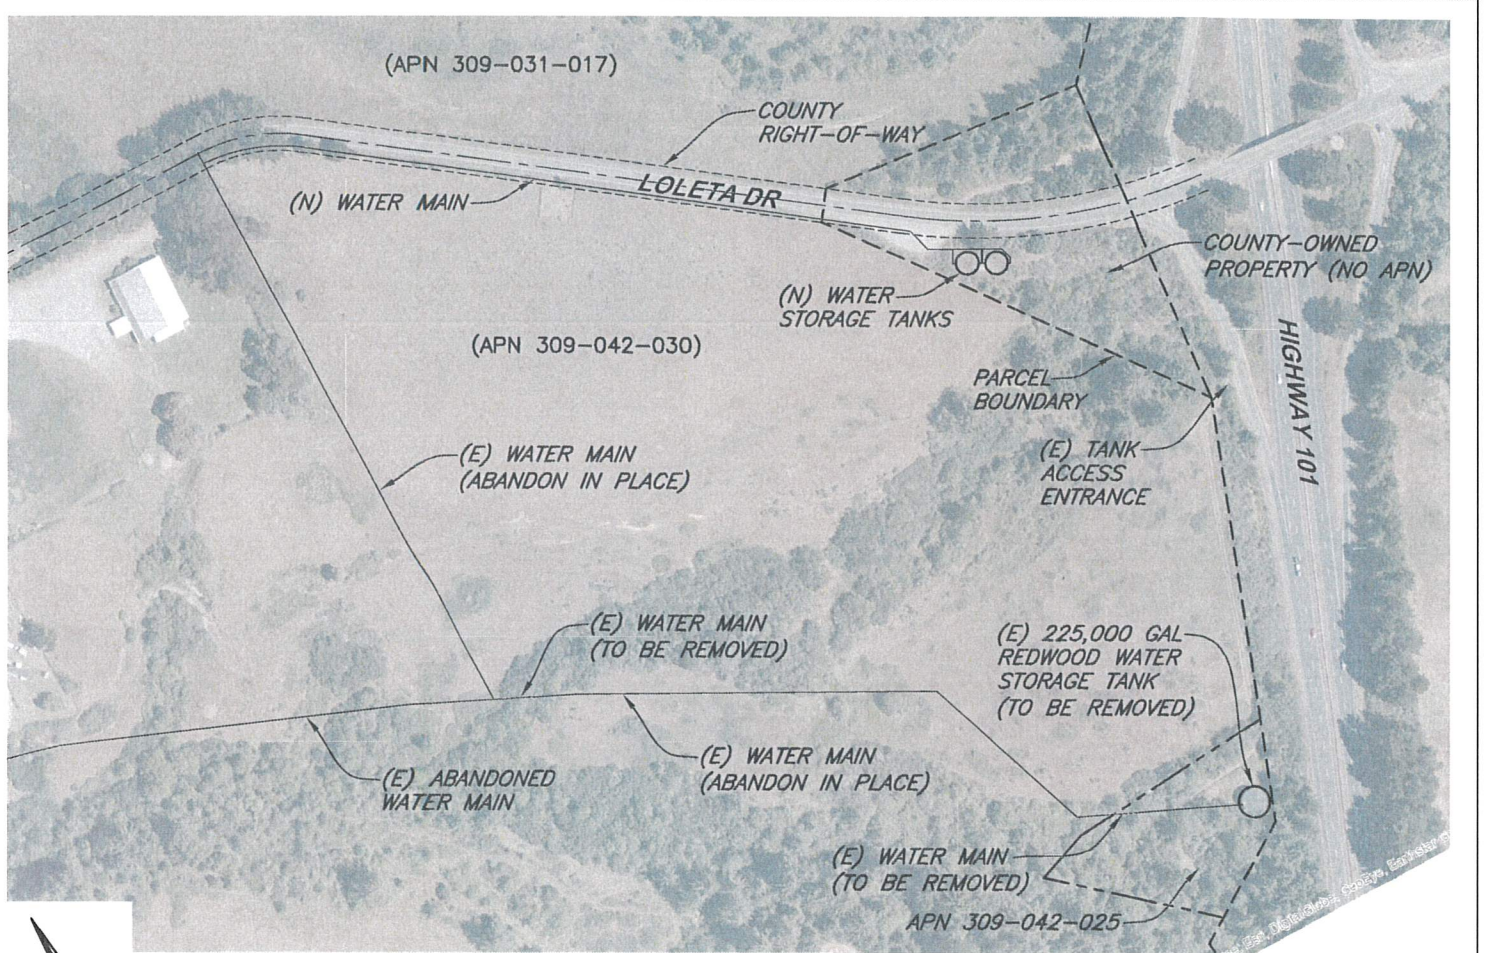 (APN 309-031-017)
COUNTY
RIGHT-OF-WAY
LOLETA DR
(N) WATER MAIN
COUNTY-OWNED
PROPERTY (NO APN)
(N) WATER
STORAGE TANKS
(APN 309-042-030)
HIGHWAY 101
PARCEL
BOUNDARY
(E) TANK
ACCESS
ENTRANCE
(E) WATER MAIN
(ABANDON IN PLACE)
(E) WATER MAIN
(TO BE REMOVED)
(E) 225,000 GAL
REDWOOD WATER
STORAGE TANK
(TO BE REMOVED)
(E) WATER MAIN
(ABANDON IN PLACE)
(E) ABANDONED
WATER MAIN
(E) WATER MAIN
(TO BE REMOVED)
APN 309-042-025
DigitalGlobe, GeoEye, Earthstar